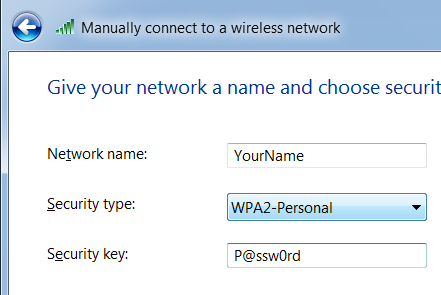 Manually connect to a wireless network
Give your network a name and choose securit
Network name: YourName
Security type: WPA2-Personal
Security key: P@ssw0rd